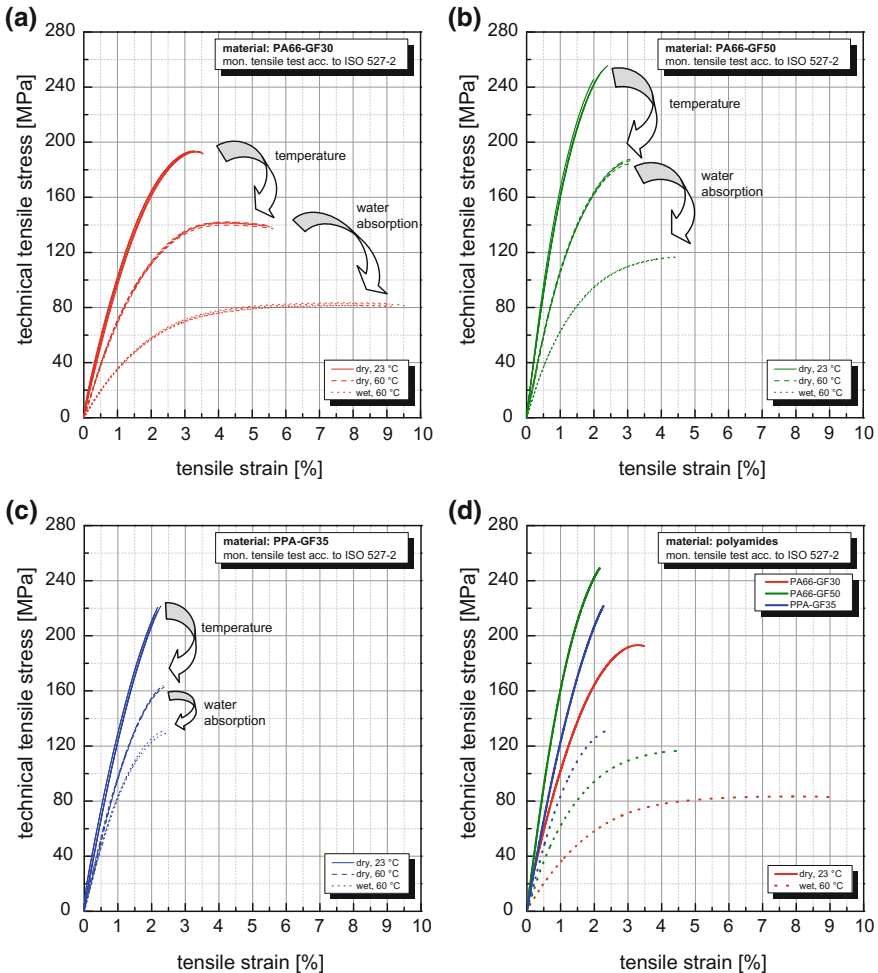 (a)
material: PA66-GF30
mon. tensile test acc. to ISO 527-2
technical tensile stress [MPa]
280
240
200
160
120
80
40
0
temperature
water
absorption
dry, 23 °C
dry, 60 °C
wet, 60 °C
0 1 2 3 4 5 6 7 8 9 10
tensile strain [%]
(b)
material: PA66-GF50
mon. tensile test acc. to ISO 527-2
technical tensile stress [MPa]
280
240
200
160
120
80
40
0
temperature
water
absorption
dry, 23 °C
dry, 60 °C
wet, 60 °C
0 1 2 3 4 5 6 7 8 9 10
tensile strain [%]
(c)
material: PPA-GF35
mon. tensile test acc. to ISO 527-2
technical tensile stress [MPa]
280
240
200
160
120
80
40
0
temperature
water
absorption
dry, 23 °C
dry, 60 °C
wet, 60 °C
0 1 2 3 4 5 6 7 8 9 10
tensile strain [%]
(d)
material: polyamides
mon. tensile test acc. to ISO 527-2
PA66-GF30
PA66-GF50
PPA-GF35
technical tensile stress [MPa]
280
240
200
160
120
80
40
0
dry, 23 °C
wet, 60 °C
0 1 2 3 4 5 6 7 8 9 10
tensile strain [%]